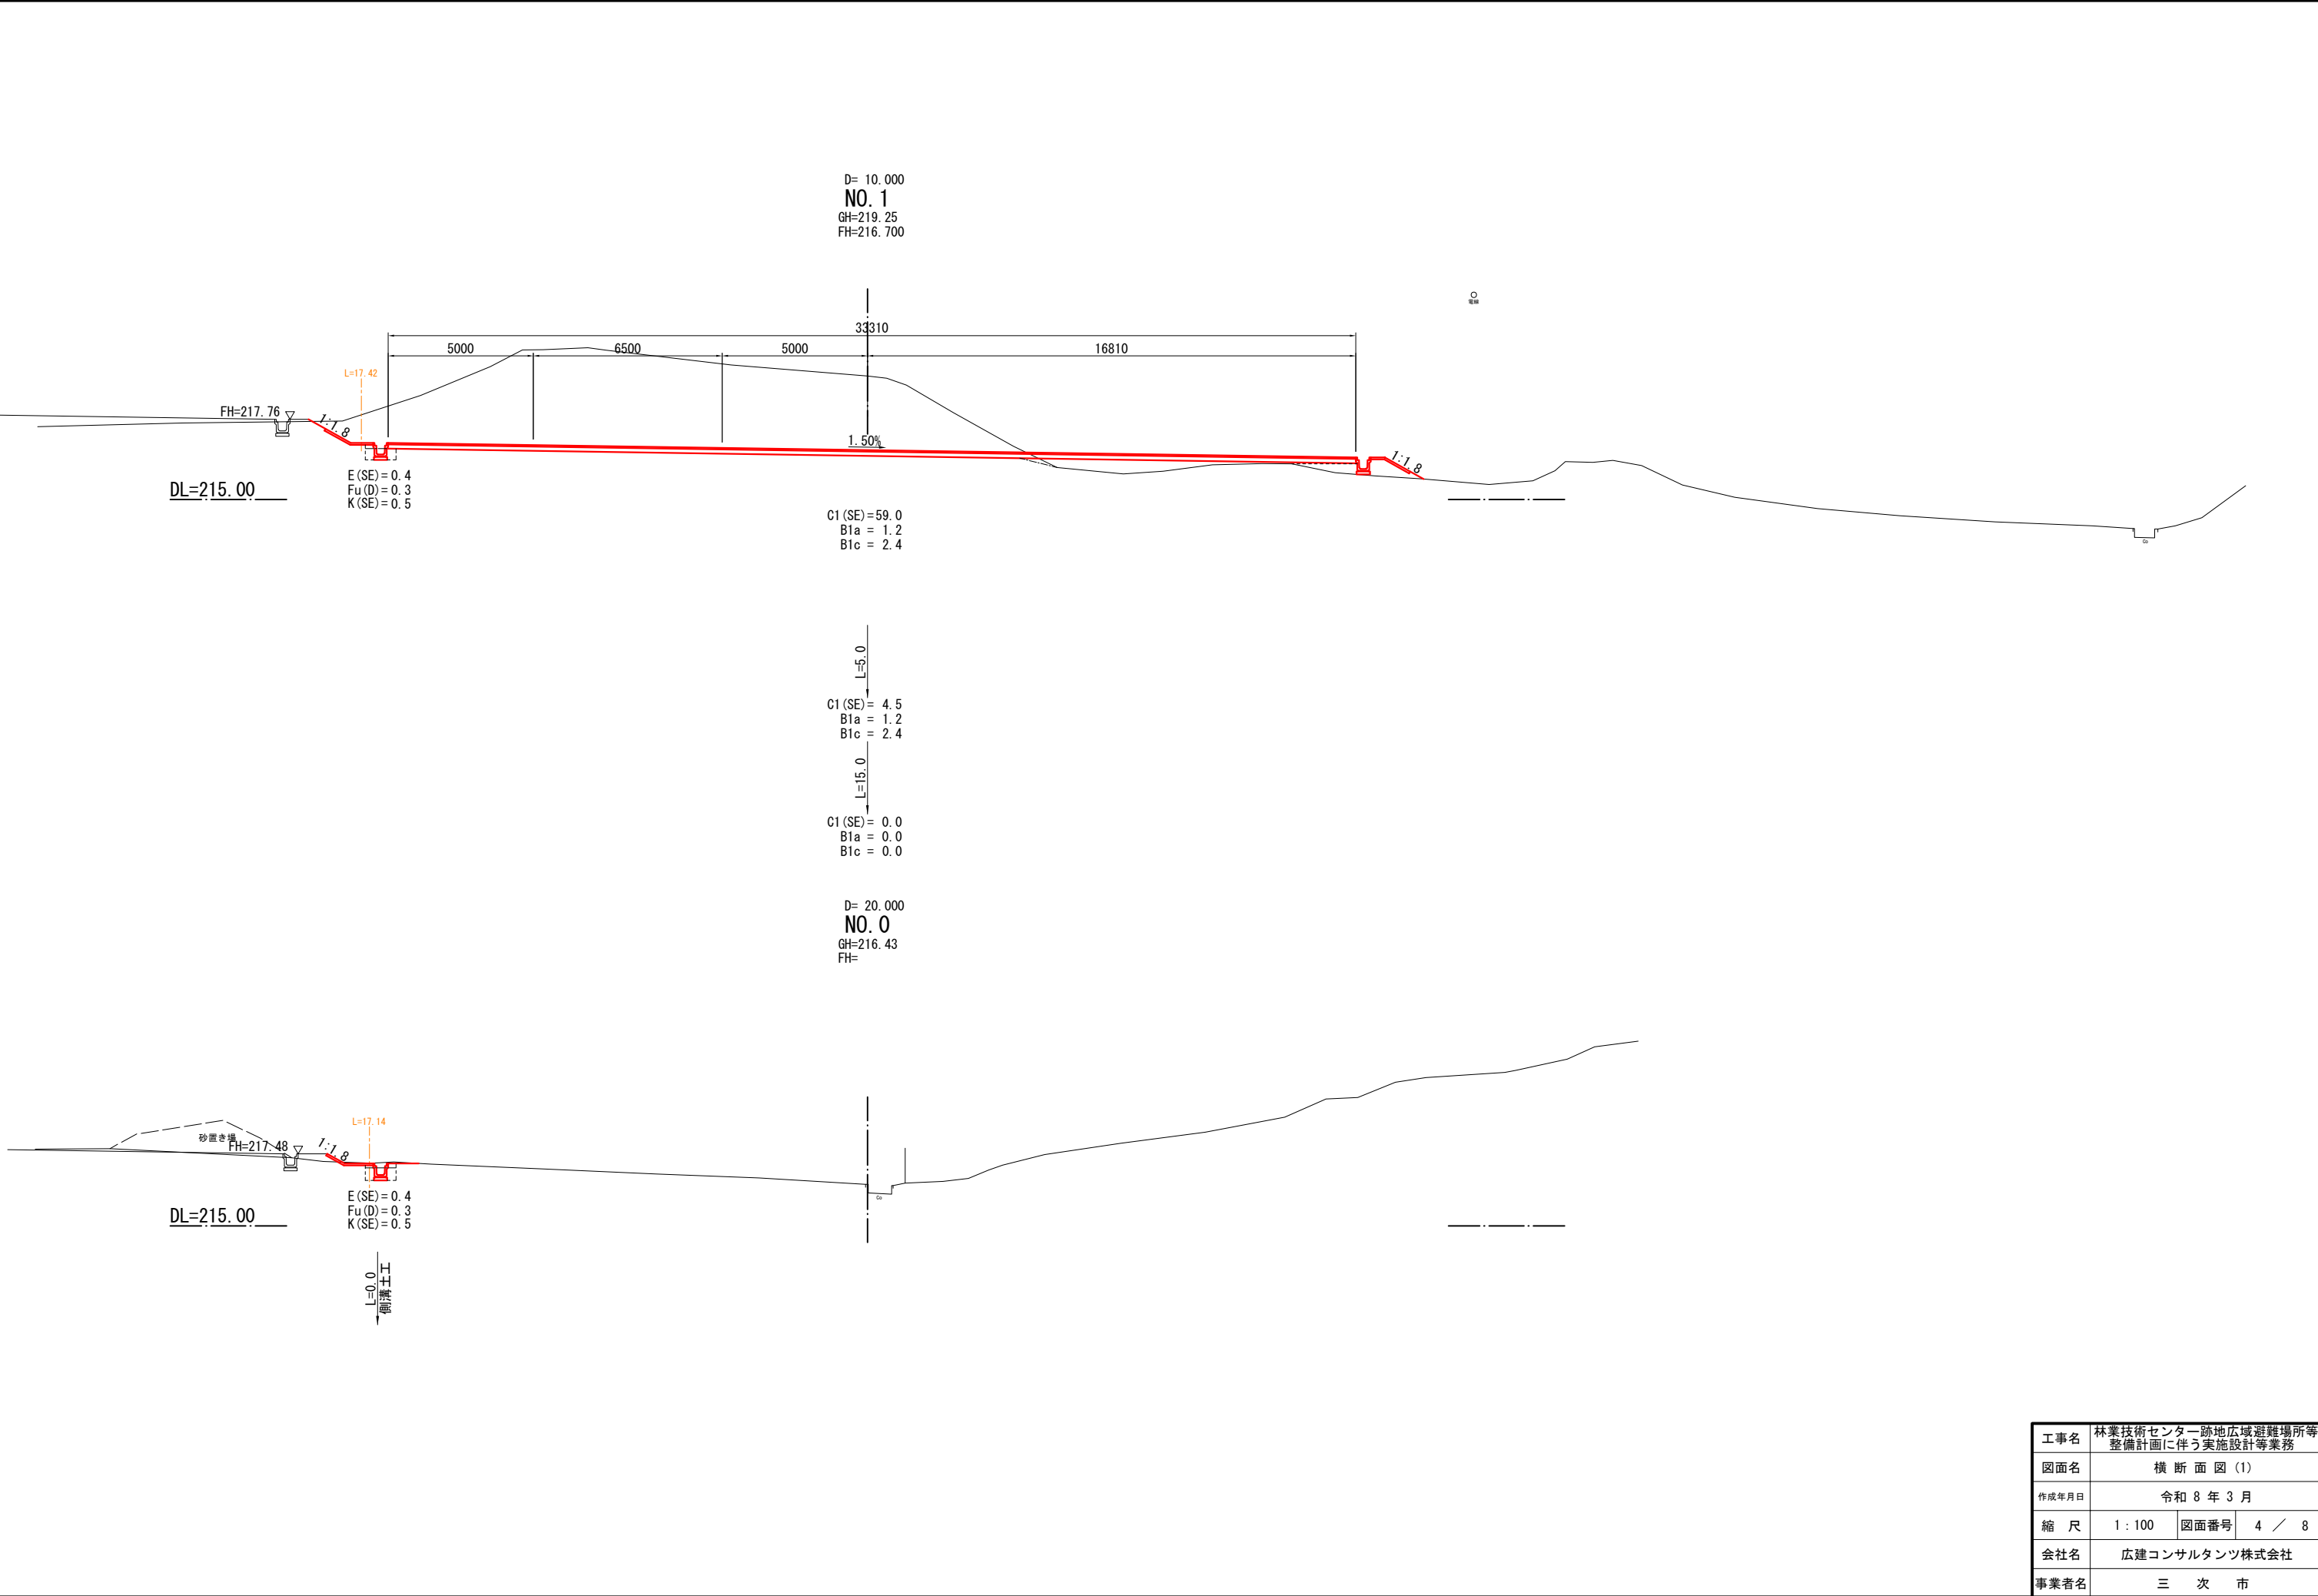 D= 10.000
NO.1
GH=219.25
FH=216.700
電線
33310
5000
6500
5000
16810
L=17.42
FH=217.76
1:1.8
1.50%
1:1.8
DL=215.00
E(SE)=0.4
Fu(D)=0.3
K(SE)=0.5
C1(SE)=59.0
B1a = 1.2
B1c = 2.4
Co
L=5.0
C1(SE)= 4.5
B1a = 1.2
B1c = 2.4
L=15.0
C1(SE)= 0.0
B1a = 0.0
B1c = 0.0
D= 20.000
NO.0
GH=216.43
FH=
L=17.14
砂置き場
FH=217.48
1:1.8
Co
DL=215.00
E(SE)=0.4
Fu(D)=0.3
K(SE)=0.5
L=0.0
側溝土工
工事名 林業技術センター跡地広域避難場所等
整備計画に伴う実施設計等業務
図面名 横 断 面 図 (1)
作成年月日 令和 8 年 3 月
縮 尺 1:100 図面番号 4 / 8
会社名 広建コンサルタンツ株式会社
事業者名 三 次 市